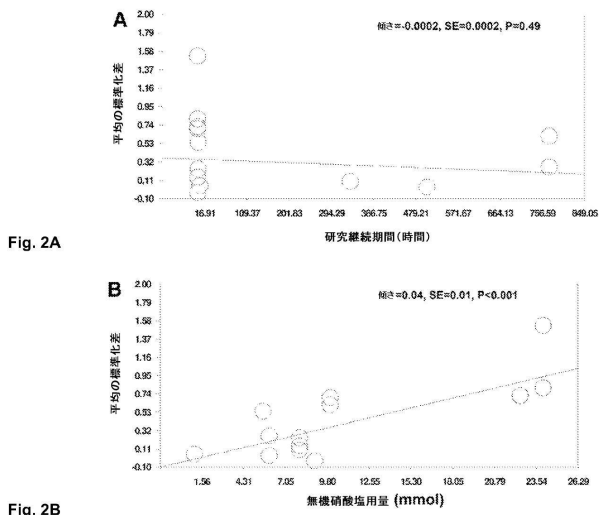 A
傾き=-0.0002, SE=0.0002, P=0.49
2.00
1.79
1.58
1.37
1.16
0.95
0.74
0.53
0.32
0.11
-0.10
平均の標準化差
16.91 109.37 201.83 294.29 386.75 479.21 571.67 664.13 756.59 849.05
研究継続期間(時間)
Fig. 2A
B
傾き=0.04, SE=0.01, P<0.001
2.00
1.79
1.58
1.37
1.16
0.95
0.74
0.53
0.32
0.11
-0.10
平均の標準化差
1.56 4.31 7.05 9.80 12.55 15.30 18.05 20.79 23.54 26.29
無機硝酸塩用量 (mmol)
Fig. 2B